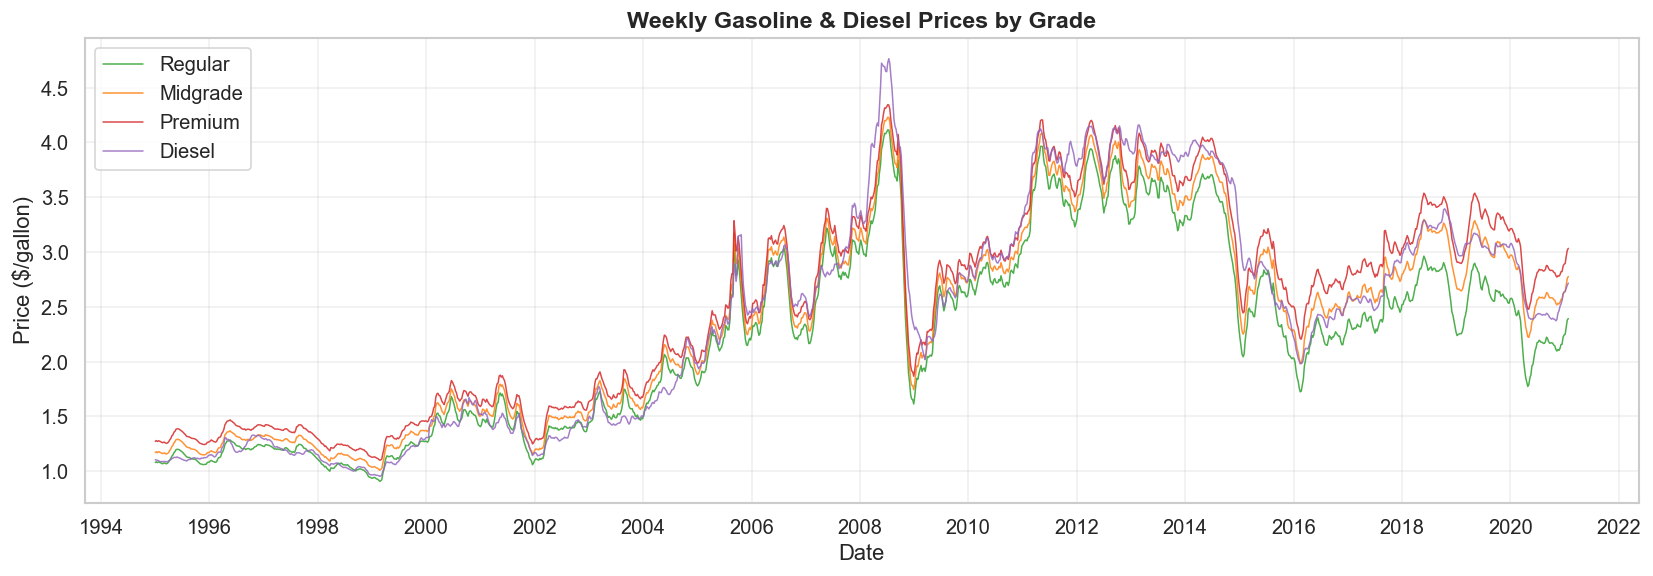 Weekly Gasoline & Diesel Prices by Grade
Regular
Midgrade
Premium
Diesel
Price ($/gallon)
4.5
4.0
3.5
3.0
2.5
2.0
1.5
1.0
1994 1996 1998 2000 2002 2004 2006 2008 2010 2012 2014 2016 2018 2020 2022
Date